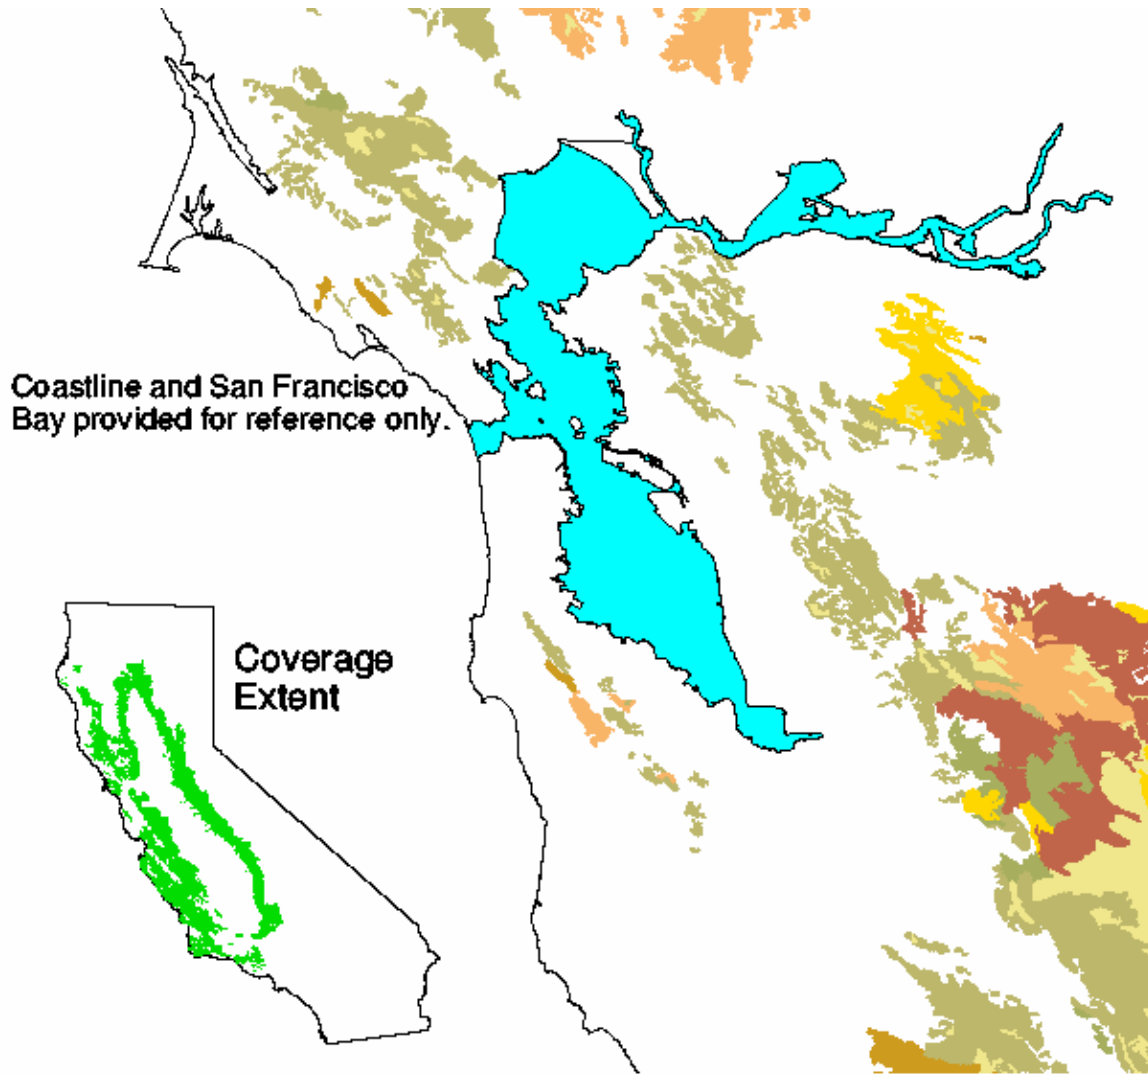 Coastline and San Francisco
Bay provided for reference only.
Coverage
Extent